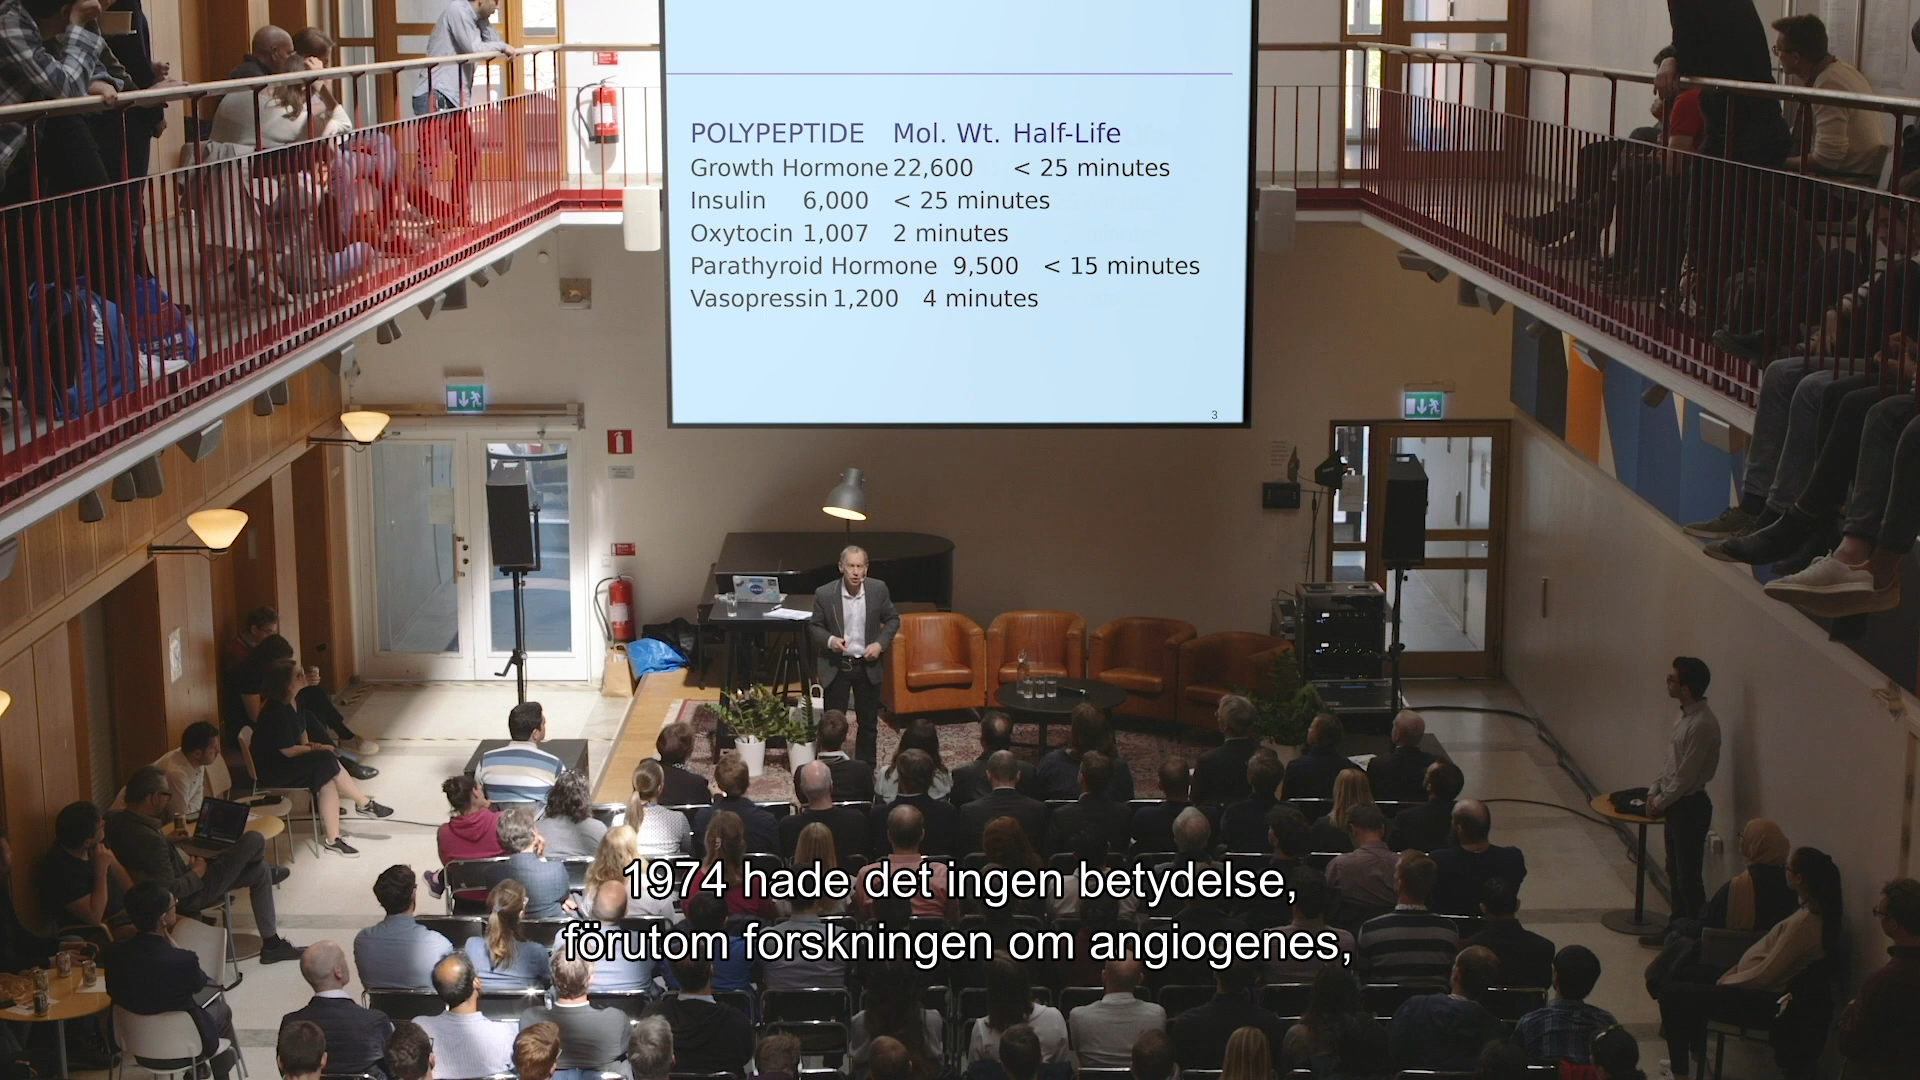 POLYPEPTIDE Mol. Wt. Half-Life
Growth Hormone 22,600 < 25 minutes
Insulin 6,000 < 25 minutes
Oxytocin 1,007 2 minutes
Parathyroid Hormone 9,500 < 15 minutes
Vasopressin 1,200 4 minutes
3
1974 hade det ingen betydelse,
förutom forskningen om angiogenes,